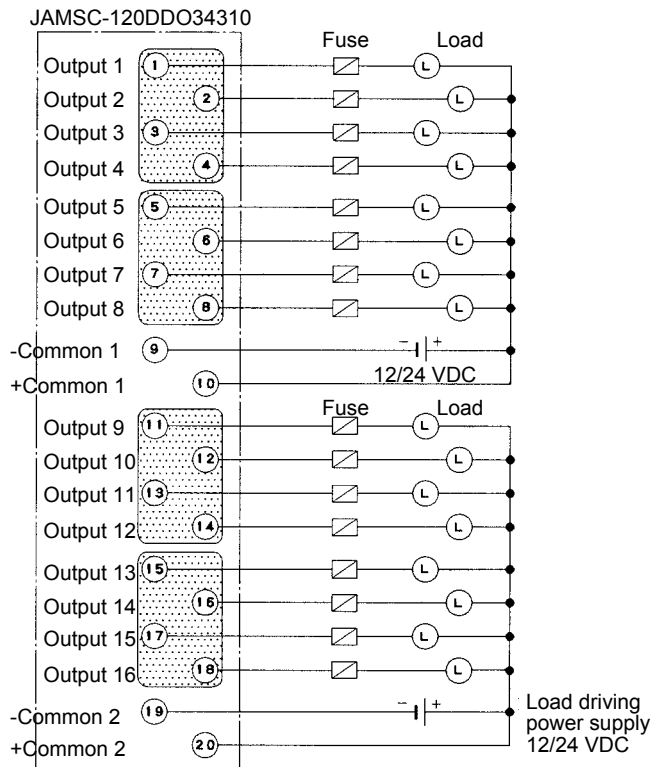 JAMSC-120DDO34310
Fuse Load
Output 1 1 L
Output 2 2 L
Output 3 3 L
Output 4 4 L
Output 5 5 L
Output 6 6 L
Output 7 7 L
Output 8 8 L
-Common 1 9 − +
12/24 VDC
+Common 1 10
Fuse Load
Output 9 11 L
Output 10 12 L
Output 11 13 L
Output 12 14 L
Output 13 15 L
Output 14 16 L
Output 15 17 L
Output 16 18 L
-Common 2 19 − +
+Common 2 20
Load driving
power supply
12/24 VDC